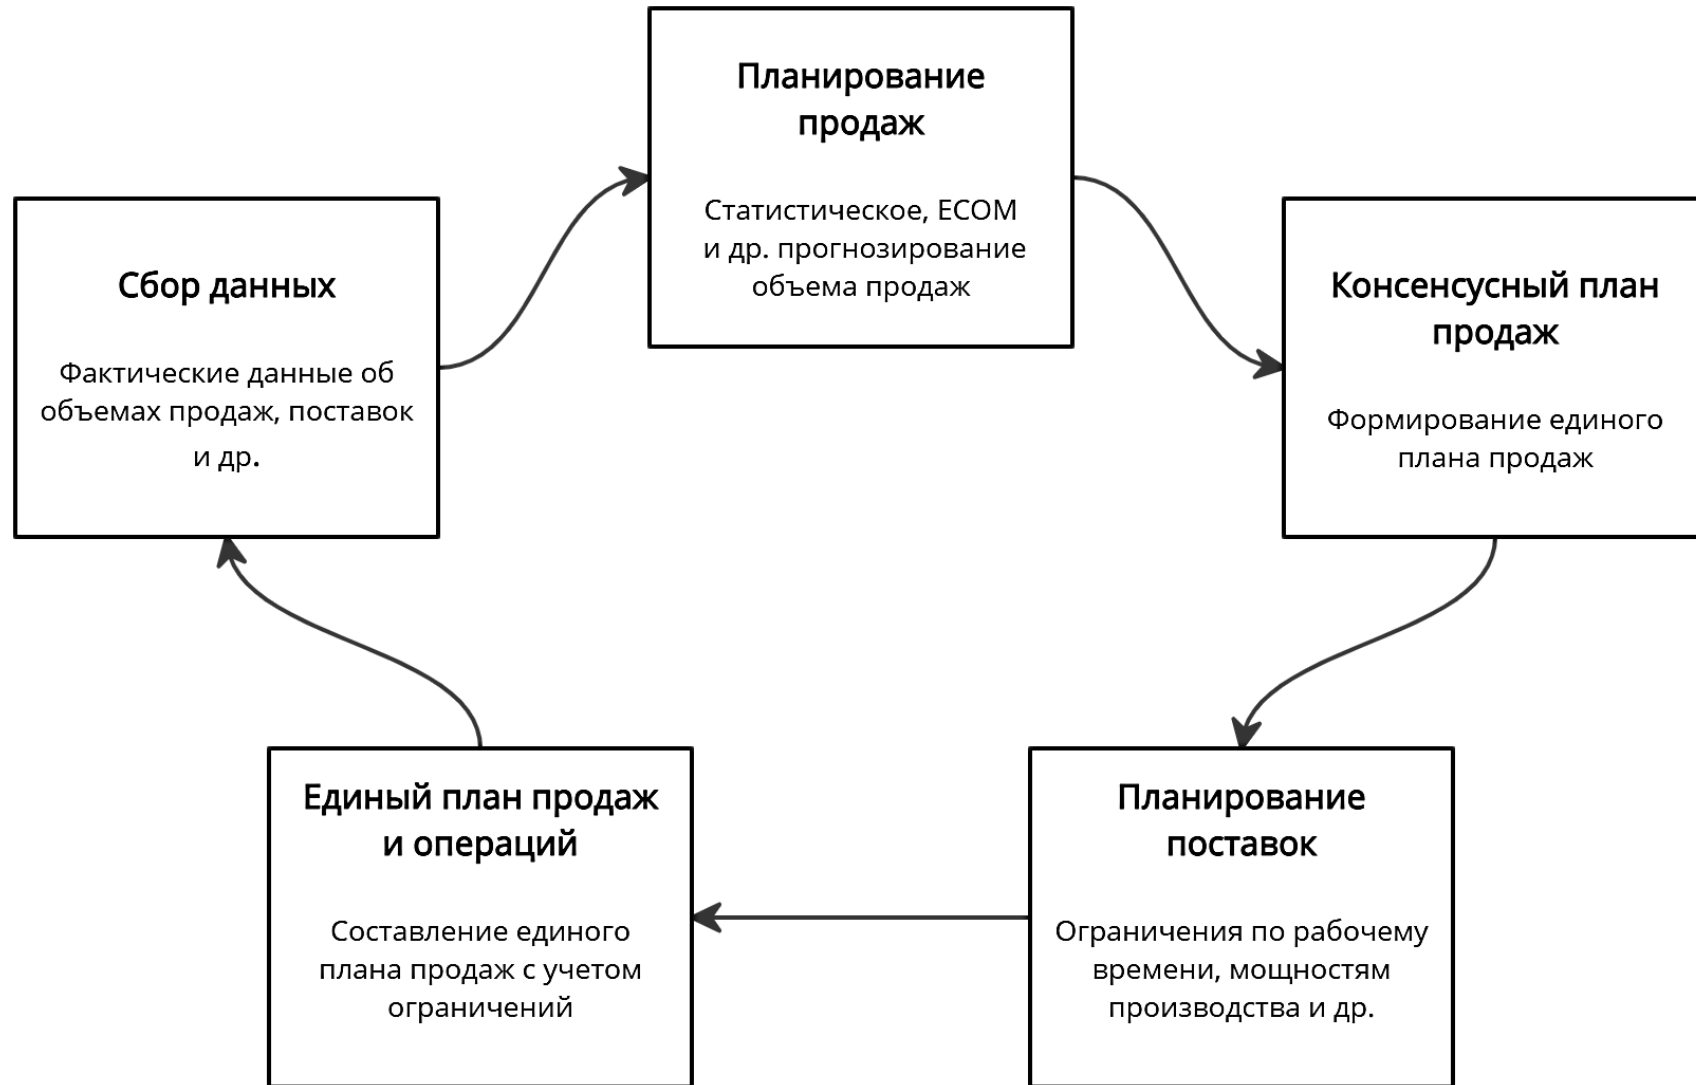 Планирование
продаж
Статистическое, ECOM
и др. прогнозирование
объема продаж
Сбор данных
Фактические данные об
объемах продаж, поставок
и др.
Консенсусный план
продаж
Формирование единого
плана продаж
Единый план продаж
и операций
Составление единого
плана продаж с учетом
ограничений
Планирование
поставок
Ограничения по рабочему
времени, мощностям
производства и др.